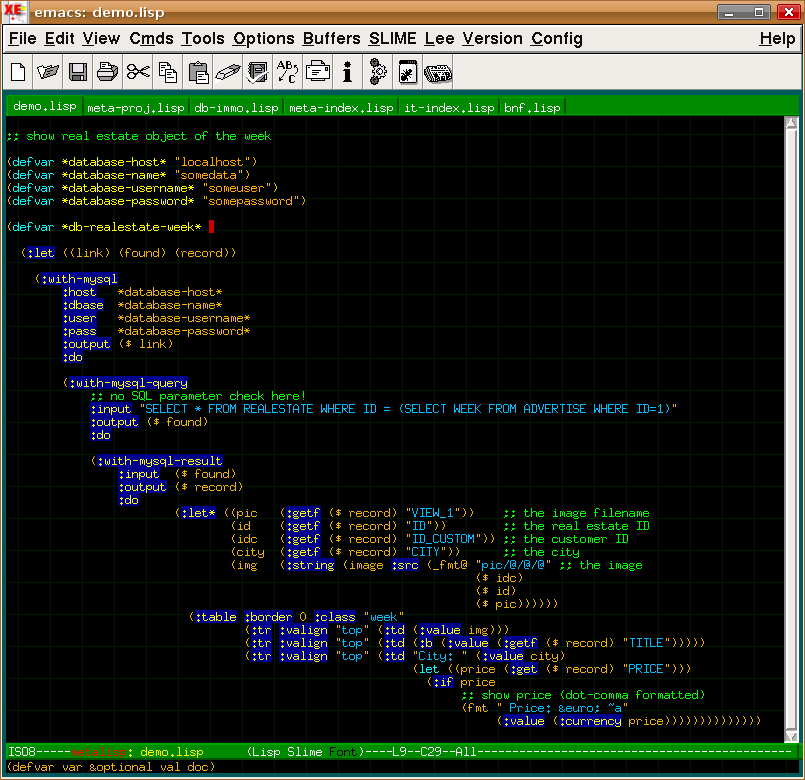 XE emacs: demo.lisp
File Edit View Cmds Tools Options Buffers SLIME Lee Version Config Help
demo.lisp meta-proj.lisp db-immo.lisp meta-index.lisp it-index.lisp bnf.lisp
;; show real estate object of the week
(defvar *database-host* "localhost")
(defvar *database-name* "somedata")
(defvar *database-username* "someuser")
(defvar *database-password* "somepassword")
(defvar *db-realestate-week*
(:let ((link) (found) (record))
(:with-mysql
:host *database-host*
:dbase *database-name*
:user *database-username*
:pass *database-password*
:output ($ link)
:do
(:with-mysql-query
;; no SQL parameter check here!
:input "SELECT * FROM REALESTATE WHERE ID = (SELECT WEEK FROM ADVERTISE WHERE ID=1)"
:output ($ found)
:do
(:with-mysql-result
:input ($ found)
:output ($ record)
:do
(:let* ((pic (:getf ($ record) "VIEW_1")) ;; the image filename
(id (:getf ($ record) "ID")) ;; the real estate ID
(idc (:getf ($ record) "ID_CUSTOM")) ;; the customer ID
(city (:getf ($ record) "CITY")) ;; the city
(img (:string (image :src (_fmt@ "pic/@/@/@" ;; the image
($ idc)
($ id)
($ pic))))))
(:table :border 0 :class "week"
(:tr :valign "top" (:td (:value img)))
(:tr :valign "top" (:td (:b (:value (:getf ($ record) "TITLE")))))
(:tr :valign "top" (:td "City: " (:value city)
(let ((price (:get ($ record) "PRICE")))
(:if price
;; show price (dot-comma formatted)
(fmt " Price: &euro; ~a"
(:value (:currency price))))))))))))))
ISO8-----metalisp: demo.lisp (Lisp Slime Font)----L9--C29--All----------------------------------------------
(defvar var &optional val doc)